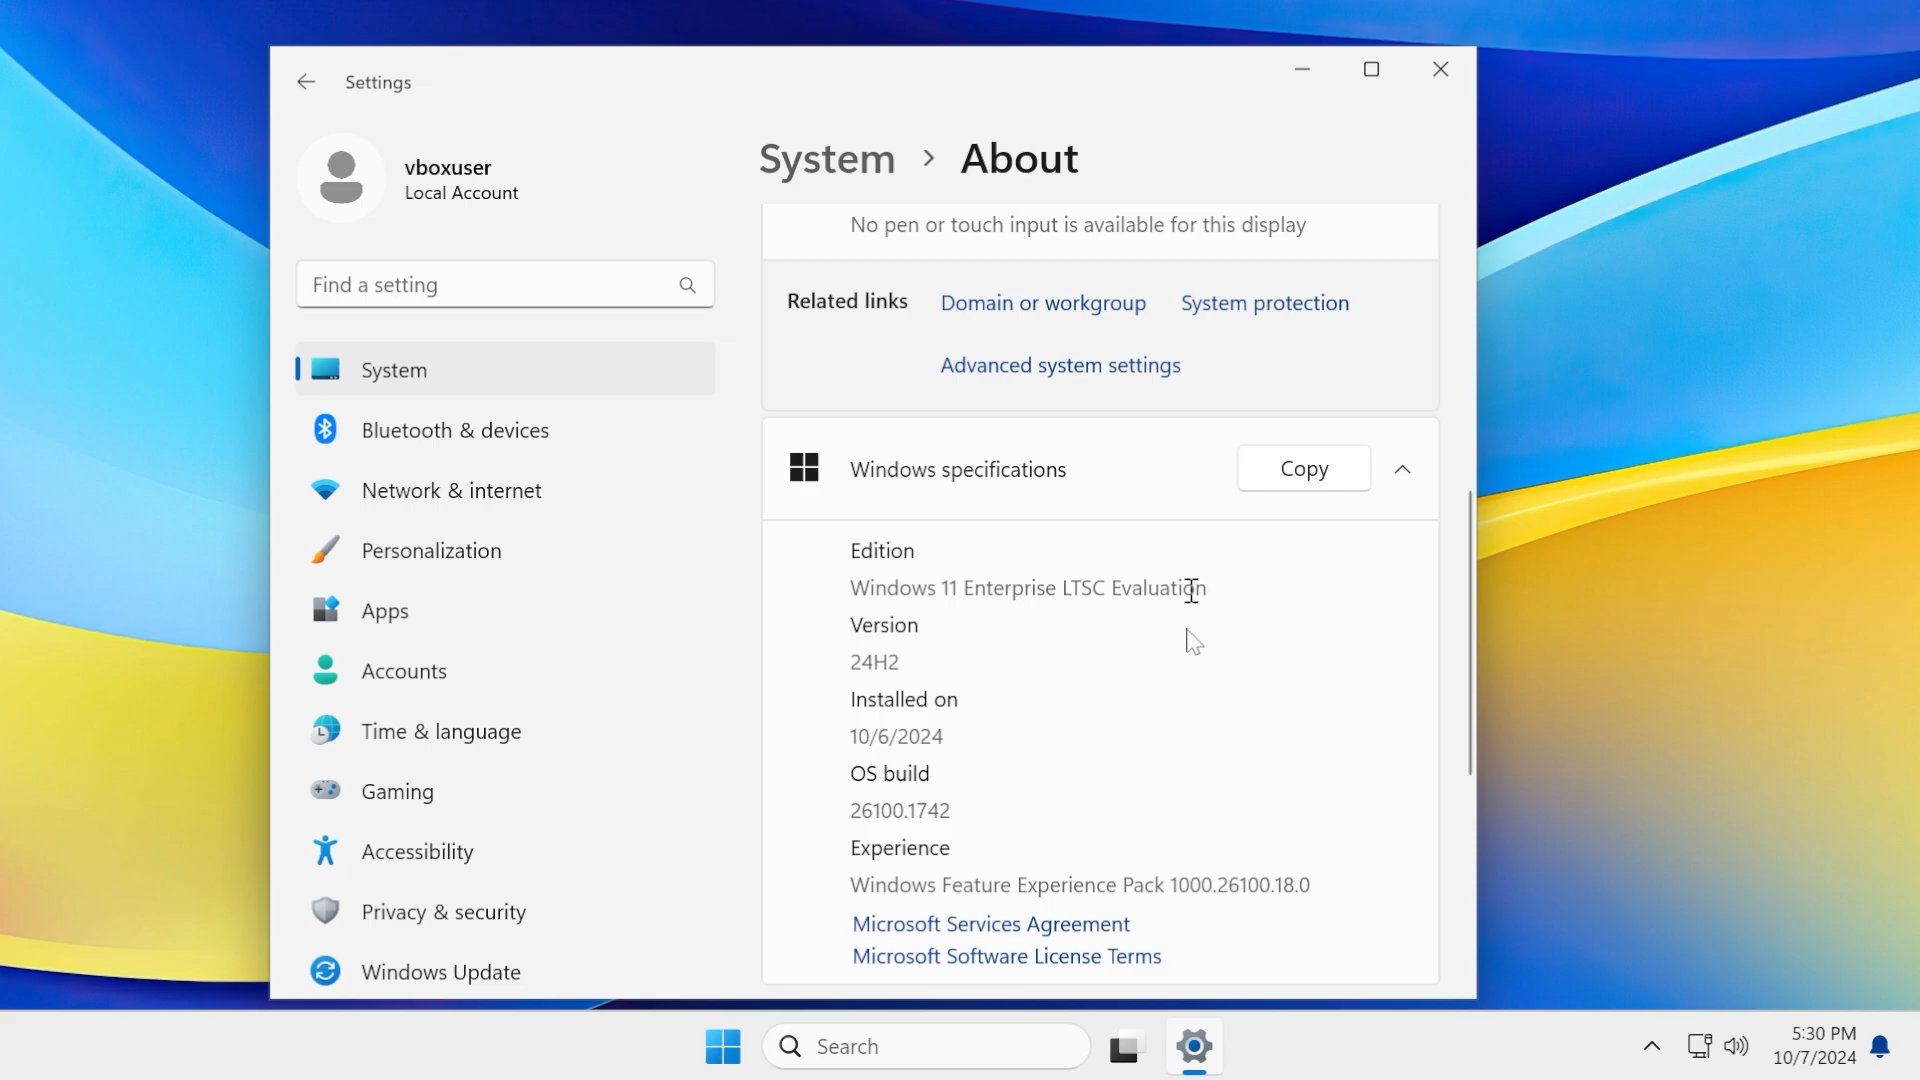 Settings
vboxuser
Local Account
Find a setting
System
Bluetooth & devices
Network & internet
Personalization
Apps
Accounts
Time & language
Gaming
Accessibility
Privacy & security
Windows Update
System > About
No pen or touch input is available for this display
Related links Domain or workgroup System protection
Advanced system settings
Windows specifications Copy
Edition
Windows 11 Enterprise LTSC Evaluation
Version
24H2
Installed on
10/6/2024
OS build
26100.1742
Experience
Windows Feature Experience Pack 1000.26100.18.0
Microsoft Services Agreement
Microsoft Software License Terms
Search
5:30 PM
10/7/2024